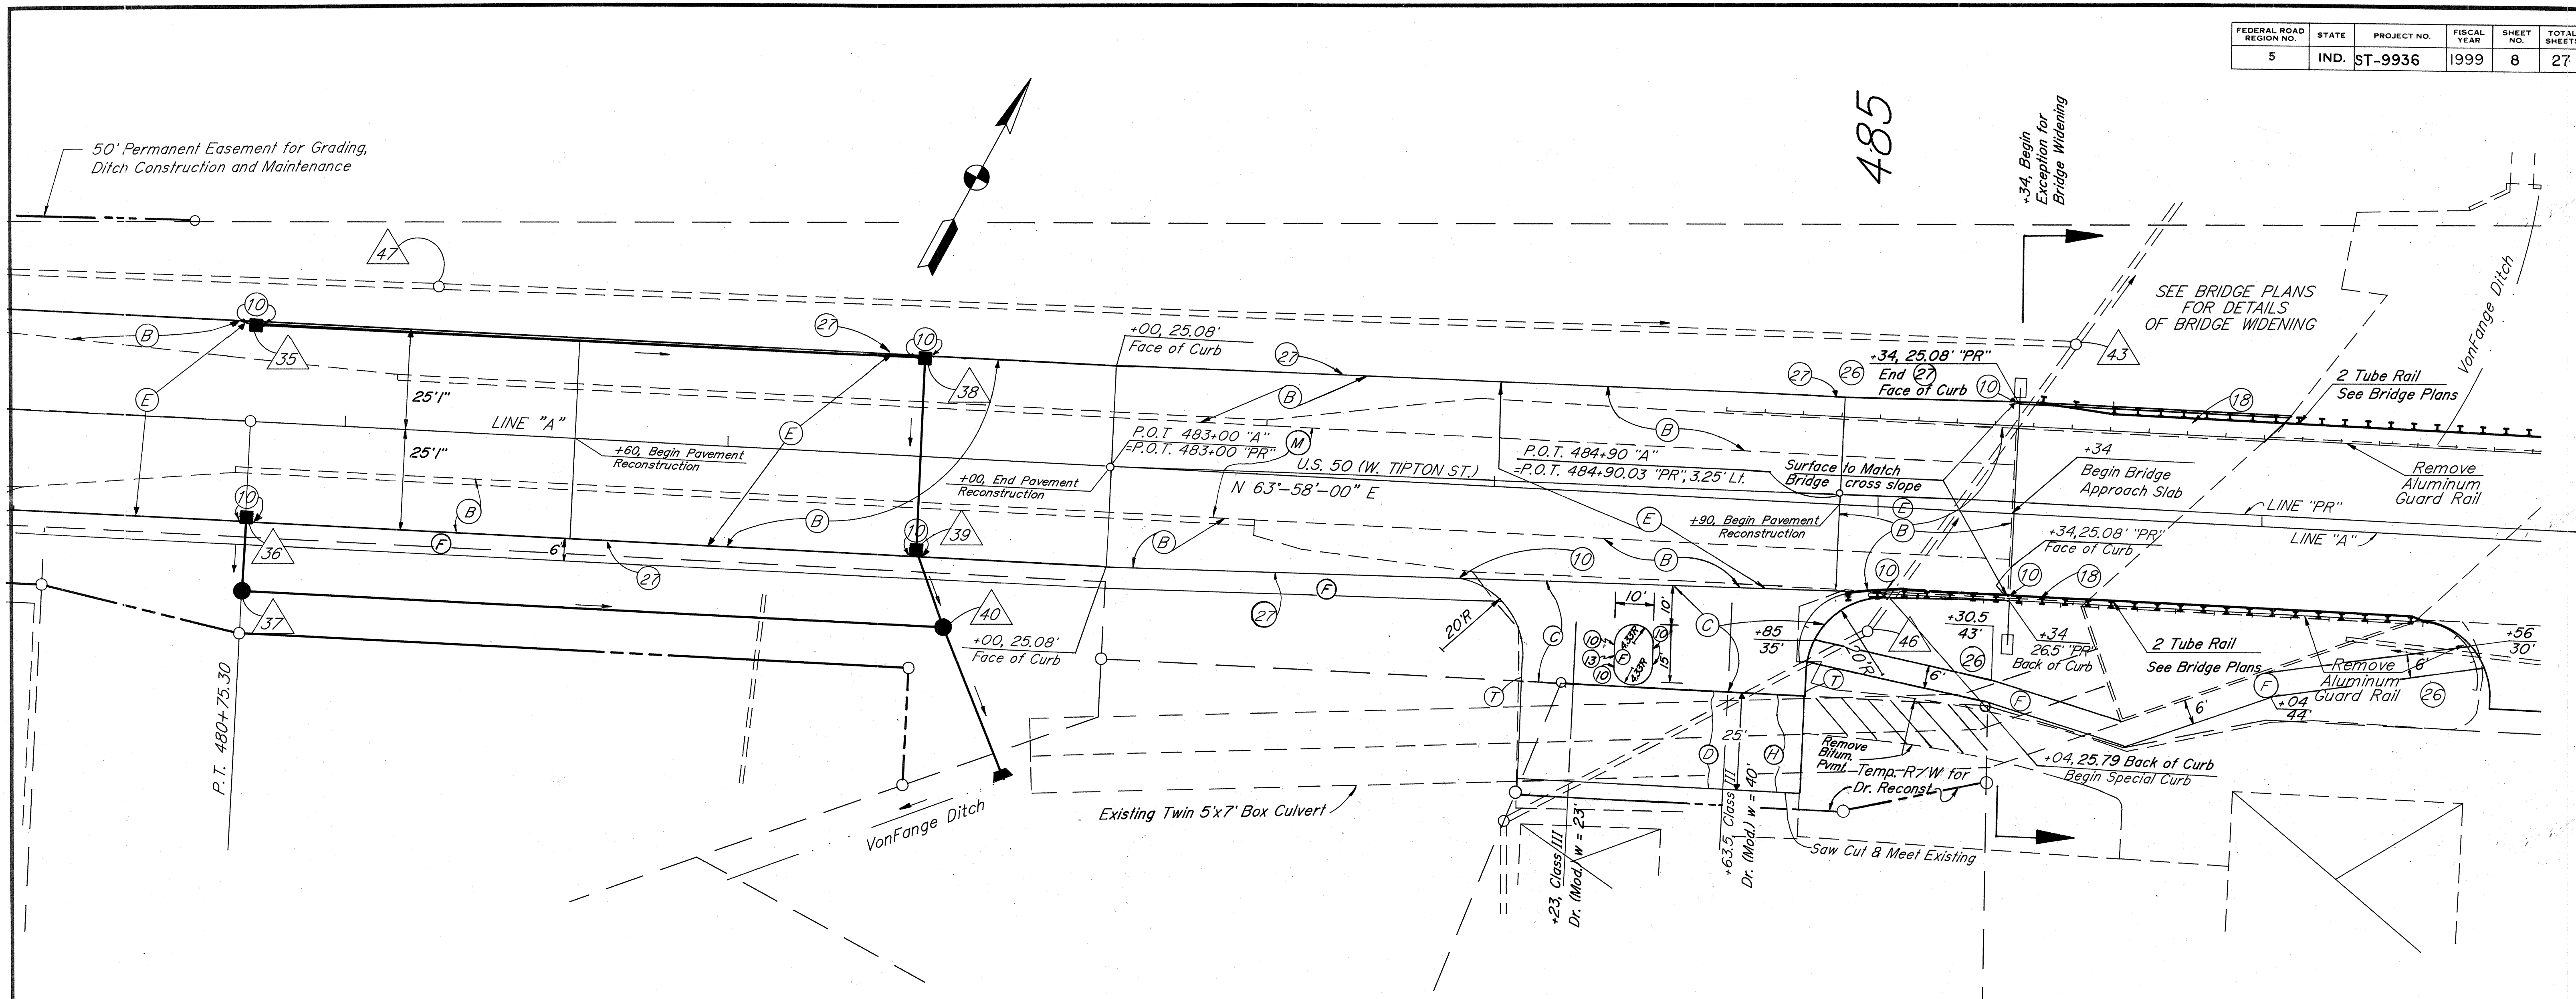 FEDERAL ROAD REGION NO.
STATE
PROJECT NO.
FISCAL YEAR
SHEET NO.
TOTAL SHEETS
5
IND.
ST-9936
1999
8
27
50' Permanent Easement for Grading,
Ditch Construction and Maintenance
485
+34, Begin
Exception for
Bridge Widening
SEE BRIDGE PLANS
FOR DETAILS
OF BRIDGE WIDENING
VonFange Ditch
47
10
B
35
E
27
10
38
+00, 25.08'
Face of Curb
27
B
27
26
+34, 25.08' "PR"
End 27
Face of Curb
10
43
2 Tube Rail
See Bridge Plans
18
25'1"
LINE "A"
E
+60, Begin Pavement
Reconstruction
25'1"
P.O.T. 483+00 "A"
=P.O.T. 483+00 "PR"
M
B
P.O.T. 484+90 "A"
=P.O.T. 484+90.03 "PR", 3.25' Lt.
U.S. 50 (W. TIPTON ST.)
N 63°-58'-00" E
Surface to Match
Bridge cross slope
+34
Begin Bridge
Approach Slab
Remove
Aluminum
Guard Rail
+00, End Pavement
Reconstruction
LINE "PR"
LINE "A"
10
B
36
F
6'
B
10
39
B
E
+90, Begin Pavement
Reconstruction
E
B
+34,25.08' "PR"
Face of Curb
27
10
B
F
27
10
10
18
37
40
+00, 25.08'
Face of Curb
20'R
C
10'
10'
15'
4.33R
4.33R
10
13
10
10
F
C
+85
35'
20'R
46
+30.5
43'
26
+34
26.5' "PR"
Back of Curb
2 Tube Rail
See Bridge Plans
Remove
Aluminum
Guard Rail
+56
30'
6'
T
T
6'
F
F
26
6'
+04
44'
P.T. 480+75.30
25'
D
H
Remove
Bitum.
Pvmt.
Temp. R/W for
Dr. Reconst.
+04, 25.79 Back of Curb
Begin Special Curb
VonFange Ditch
Existing Twin 5'x7' Box Culvert
+23, Class III
Dr. (Mod.) w = 23'
+63.5, Class III
Dr. (Mod.) w = 40'
Saw Cut & Meet Existing